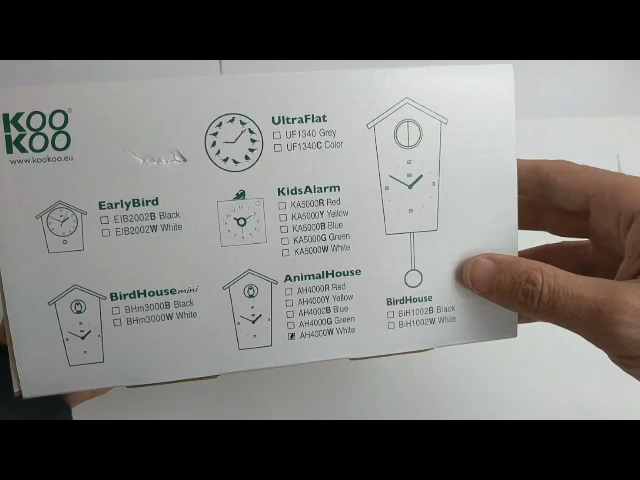 KOO
KOO®
www.kookoo.eu
UltraFlat
UF1340 Grey
UF1340C Color
EarlyBird
EIB2002B Black
EIB2002W White
KidsAlarm
KA5000R Red
KA5000Y Yellow
KA5000B Blue
KA5000G Green
KA5000W White
BirdHouse mini
BHm3000B Black
BHm3000W White
AnimalHouse
AH4000R Red
AH4000Y Yellow
AH4000B Blue
AH4000G Green
AH4000W White
BirdHouse
BiH1002B Black
BiH1002W White